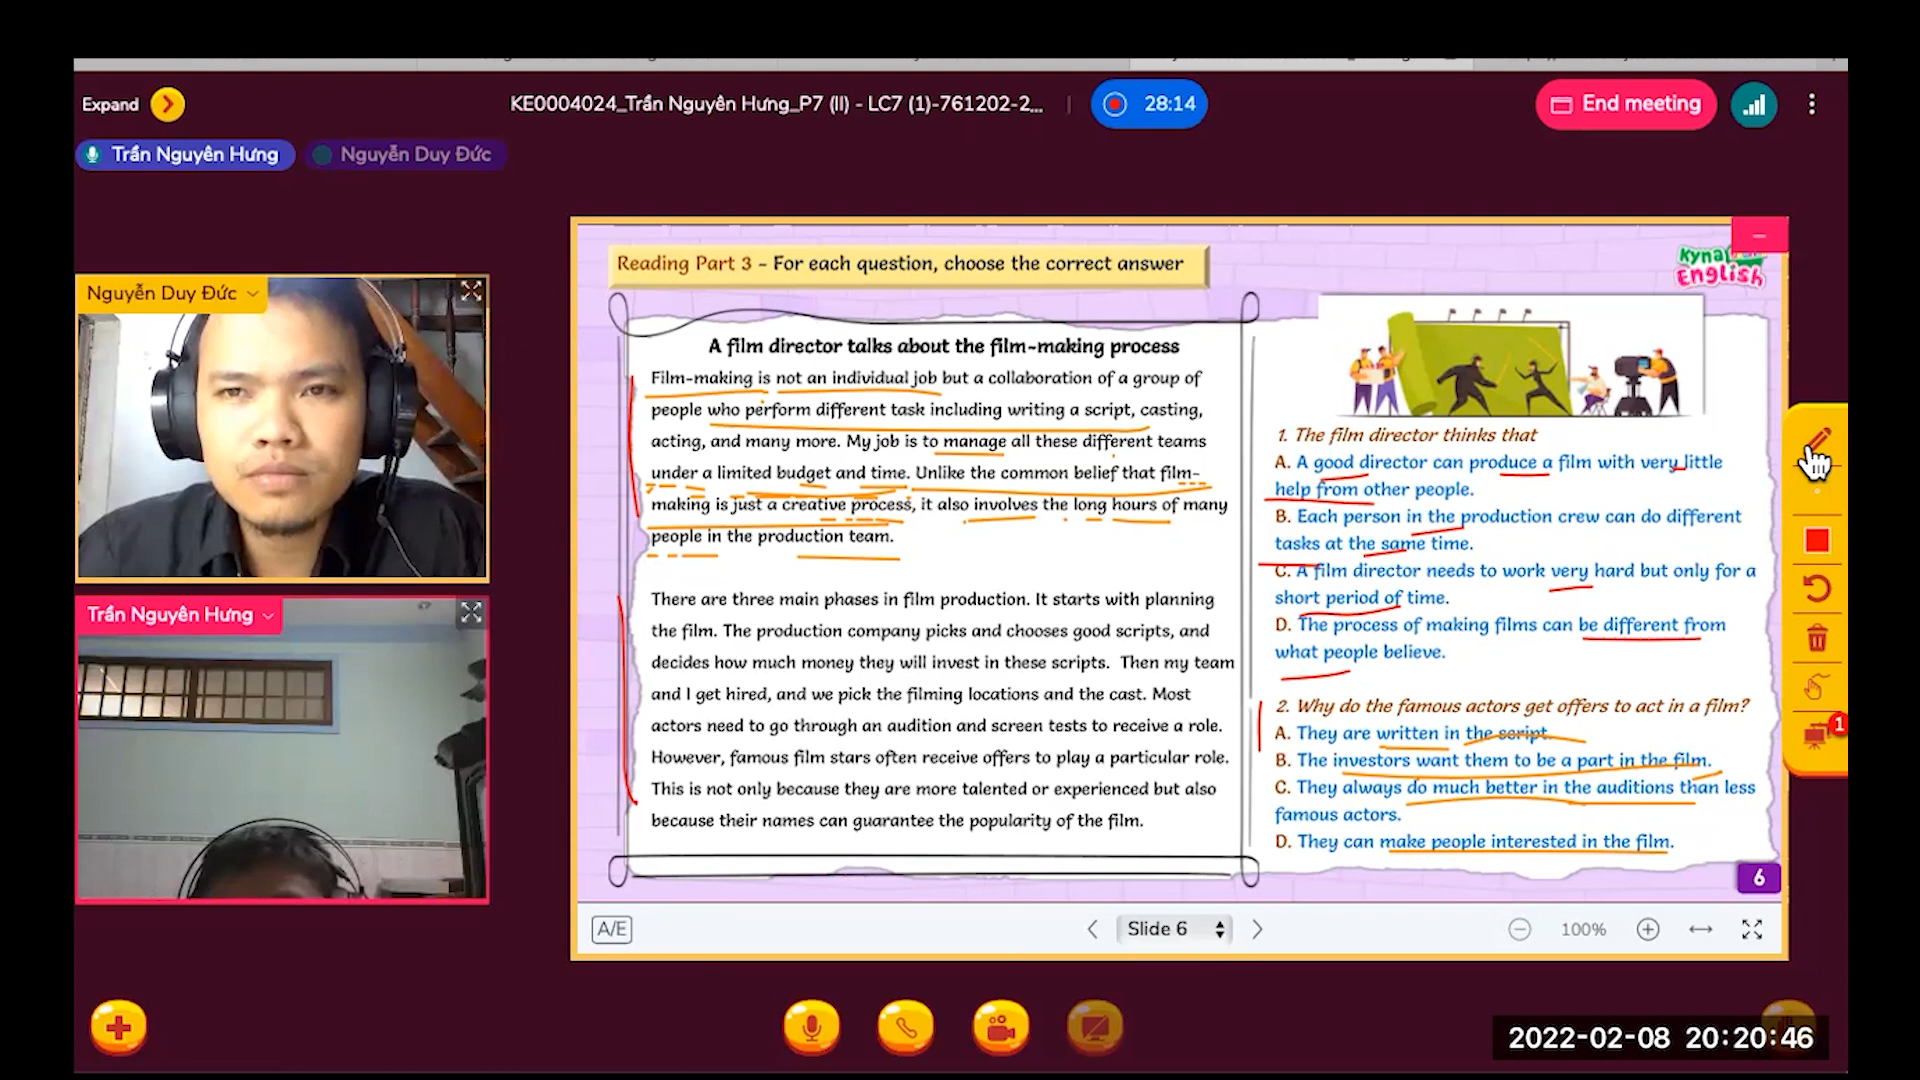 Expand
KE0004024_Trần Nguyên Hưng_P7 (II) - LC7 (1)-761202-2...
28:14
End meeting
Trần Nguyên Hưng
Nguyễn Duy Đức
Nguyễn Duy Đức
Trần Nguyên Hưng
Reading Part 3 - For each question, choose the correct answer
Kyna
English
A film director talks about the film-making process
Film-making is not an individual job but a collaboration of a group of
people who perform different task including writing a script, casting,
acting, and many more. My job is to manage all these different teams
under a limited budget and time. Unlike the common belief that film-
making is just a creative process, it also involves the long hours of many
people in the production team.
There are three main phases in film production. It starts with planning
the film. The production company picks and chooses good scripts, and
decides how much money they will invest in these scripts. Then my team
and I get hired, and we pick the filming locations and the cast. Most
actors need to go through an audition and screen tests to receive a role.
However, famous film stars often receive offers to play a particular role.
This is not only because they are more talented or experienced but also
because their names can guarantee the popularity of the film.
1. The film director thinks that
A. A good director can produce a film with very little
help from other people.
B. Each person in the production crew can do different
tasks at the same time.
C. A film director needs to work very hard but only for a
short period of time.
D. The process of making films can be different from
what people believe.
2. Why do the famous actors get offers to act in a film?
A. They are written in the script.
B. The investors want them to be a part in the film.
C. They always do much better in the auditions than less
famous actors.
D. They can make people interested in the film.
6
1
A/E
Slide 6
100%
2022-02-08 20:20:46